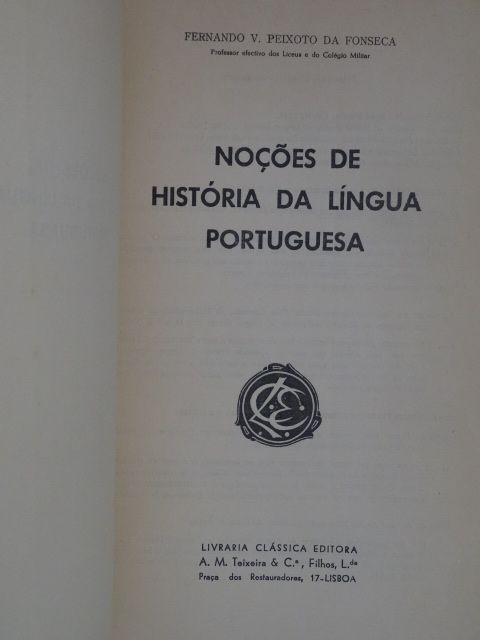 FERNANDO V. PEIXOTO DA FONSECA
Professor efectivo dos Liceus e do Colégio Militar
NOÇÕES DE
HISTÓRIA DA LÍNGUA
PORTUGUESA
LCE
LIVRARIA CLÁSSICA EDITORA
A. M. Teixeira & C.ª, Filhos, L.da
Praça dos Restauradores, 17-LISBOA